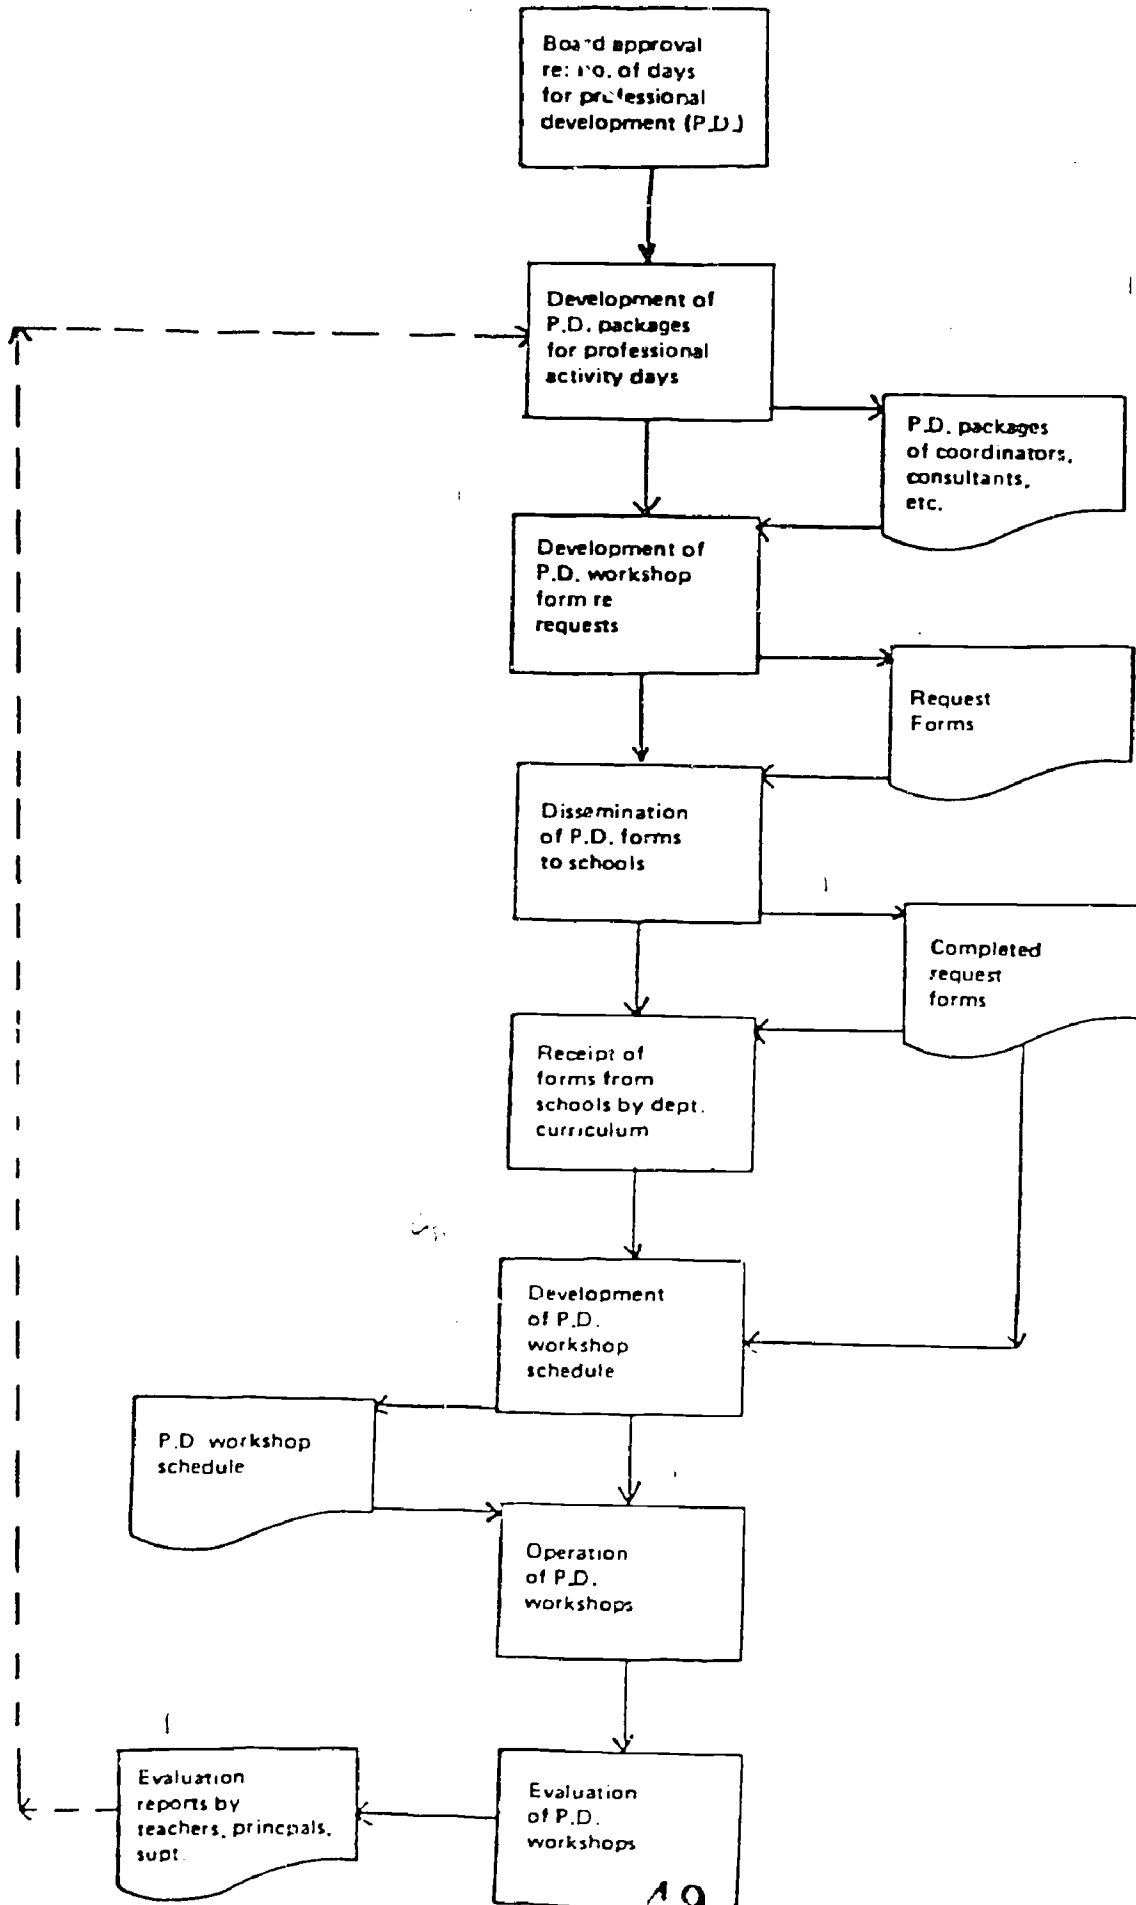 Board approval
re: no. of days
for professional
development (P.D.)
Development of
P.D. packages
for professional
activity days
P.D. packages
of coordinators,
consultants,
etc.
Development of
P.D. workshop
form re
requests
Request
Forms
Dissemination
of P.D. forms
to schools
Completed
request
forms
Receipt of
forms from
schools by dept.
curriculum
Development
of P.D.
workshop
schedule
P.D workshop
schedule
Operation
of P.D.
workshops
Evaluation
reports by
teachers, princpals,
supt.
Evaluation
of P.D.
workshops